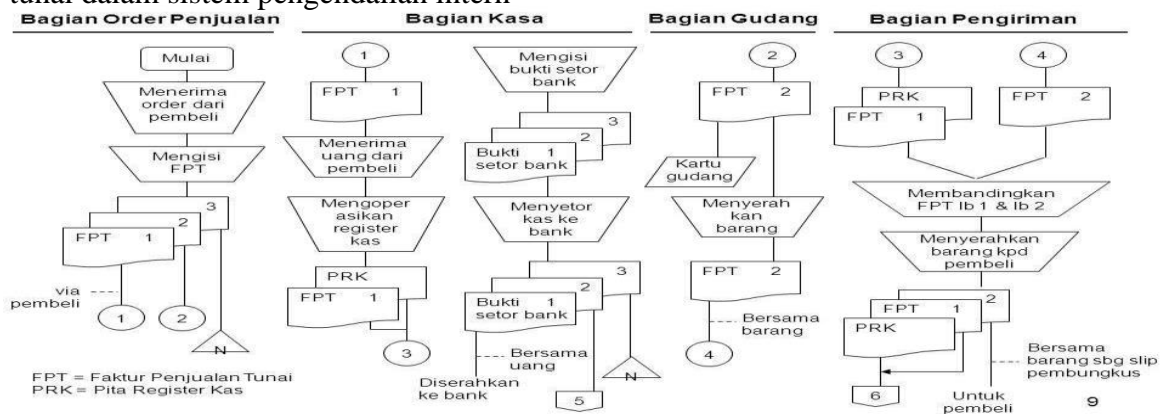 tunai dalam sistem pengendalian intern
Bagian Order Penjualan
Mulai
Menerima
order dari
pembeli
Mengisi
FPT
3
2
FPT 1
via
pembeli
1
2
N
FPT = Faktur Penjualan Tunai
PRK = Pita Register Kas
Bagian Kasa
1
FPT 1
Menerima
uang dari
pembeli
Mengoper
asikan
register
kas
PRK
FPT 1
3
Mengisi
bukti setor
bank
3
2
Bukti 1
setor bank
Menyetor
kas ke
bank
3
2
Bukti 1
setor bank
Bersama
uang
N
Diserahkan
ke bank
5
Bagian Gudang
2
FPT 2
Kartu
gudang
Menyerah
kan
barang
FPT 2
Bersama
barang
4
Bagian Pengiriman
3
4
PRK
FPT 1
FPT 2
Membandingkan
FPT lb 1 & lb 2
Menyerahkan
barang kpd
pembeli
2
FPT 1
PRK
Bersama
barang sbg slip
pembungkus
6
Untuk
pembeli
9